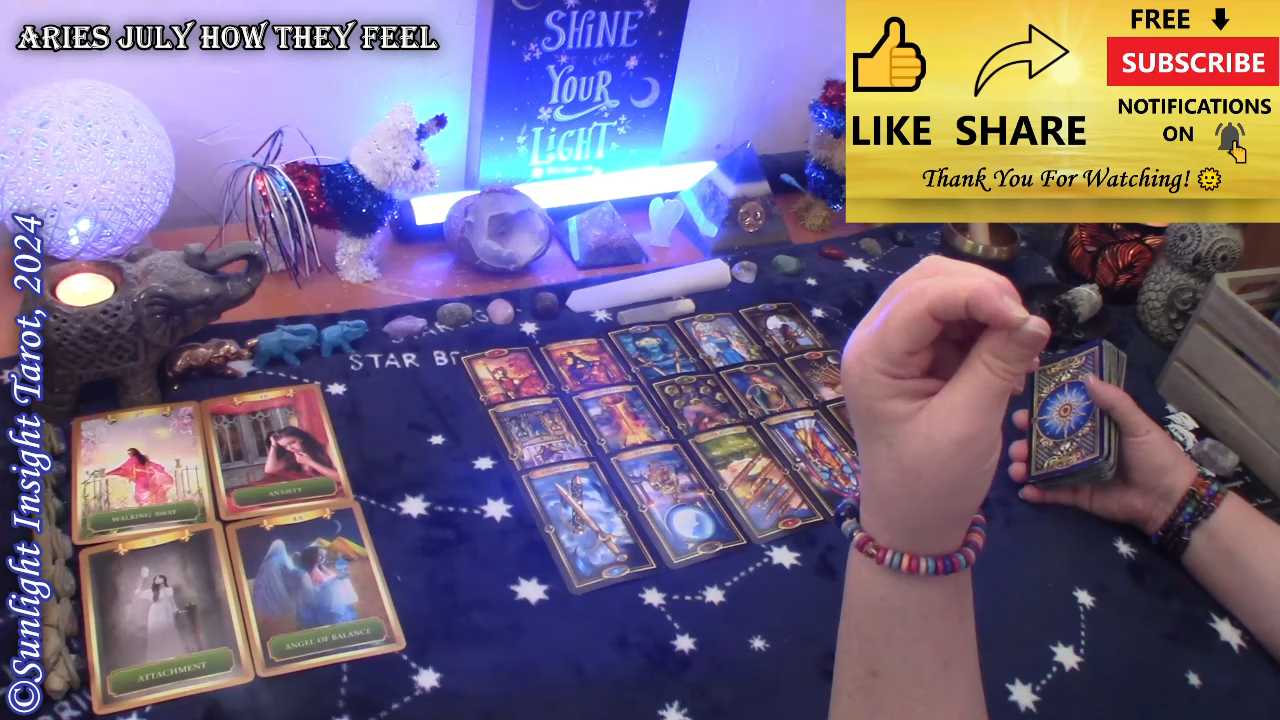 ARIES JULY HOW THEY FEEL
SHINE
YOUR
LIGHT
FREE
SUBSCRIBE
NOTIFICATIONS
ON
LIKE SHARE
Thank You For Watching!
©Sunlight Insight Tarot, 2024
STAR
WALKING AWAY
ANXIETY
ATTACHMENT
ANGEL OF BALANCE